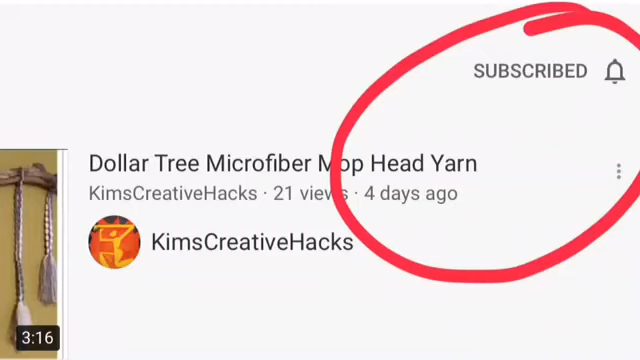 SUBSCRIBED
Dollar Tree Microfiber Mop Head Yarn
KimsCreativeHacks · 21 views · 4 days ago
KimsCreativeHacks
3:16